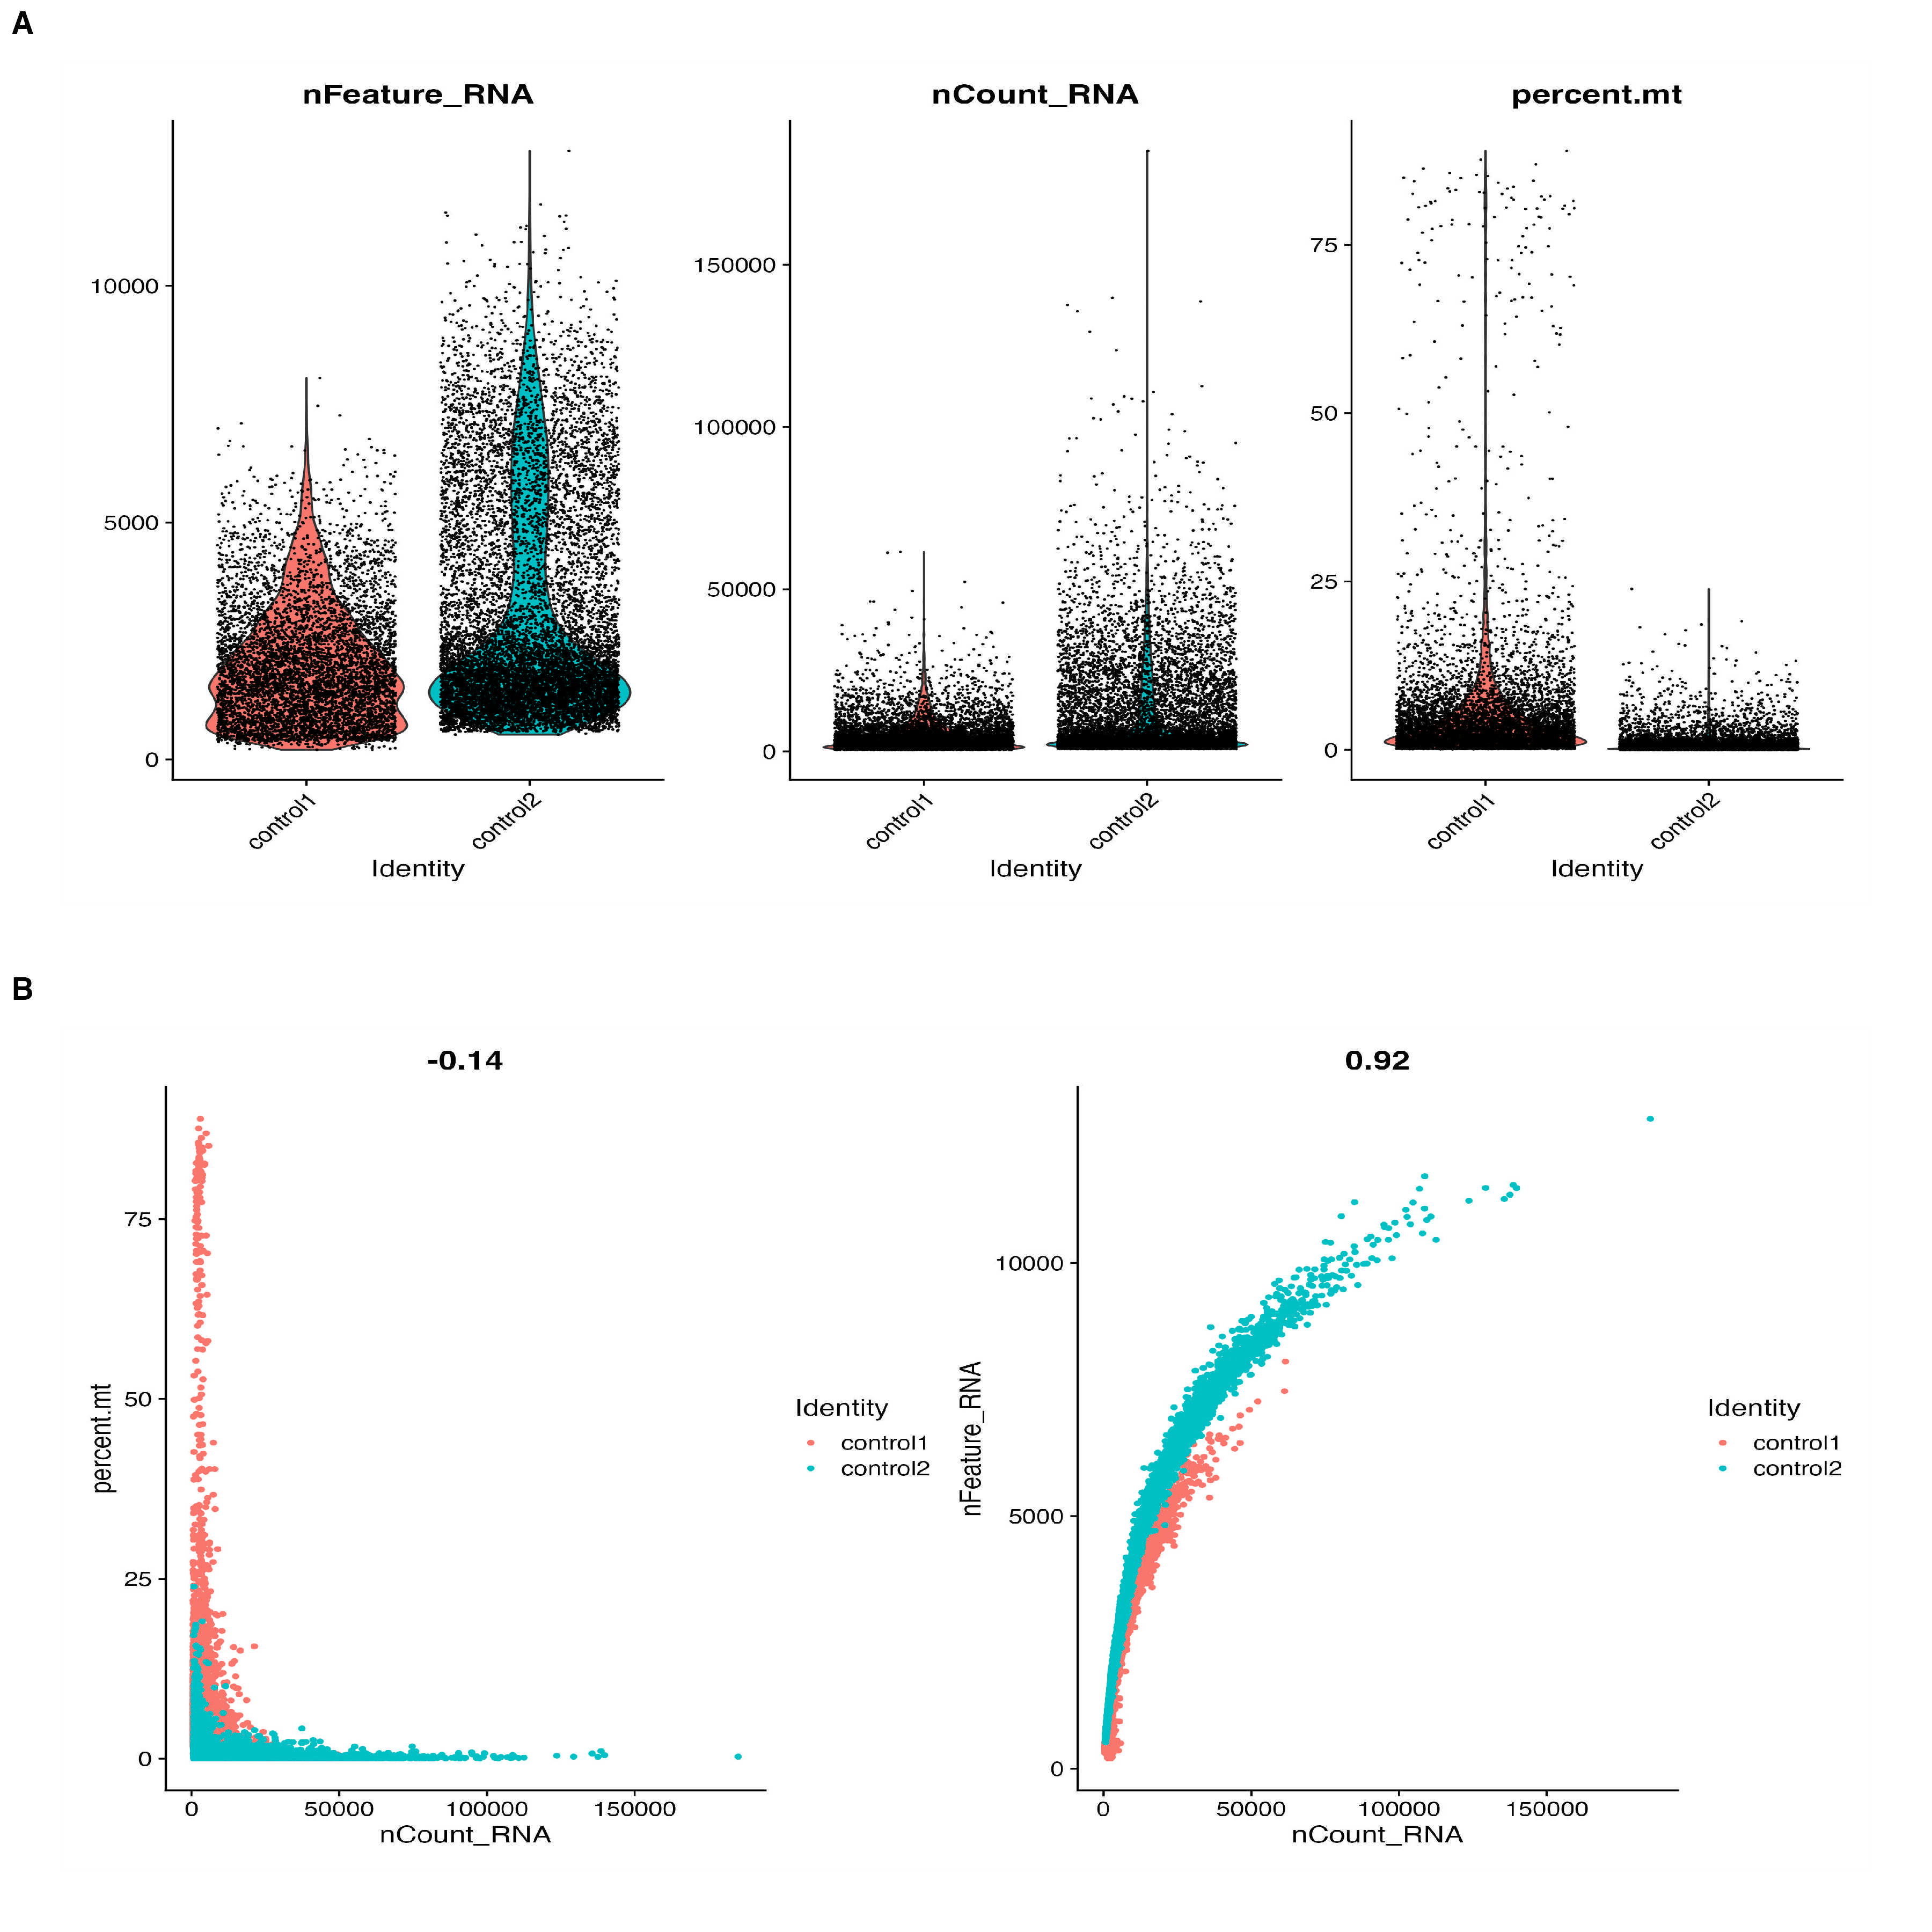 A
nFeature_RNA
10000
5000
0
control1
control2
Identity
nCount_RNA
150000
100000
50000
0
control1
control2
Identity
percent.mt
75
50
25
0
control1
control2
Identity
B
-0.14
percent.mt
75
50
25
0
0 50000 100000 150000
nCount_RNA
Identity
control1
control2
0.92
nFeature_RNA
10000
5000
0
0 50000 100000 150000
nCount_RNA
Identity
control1
control2